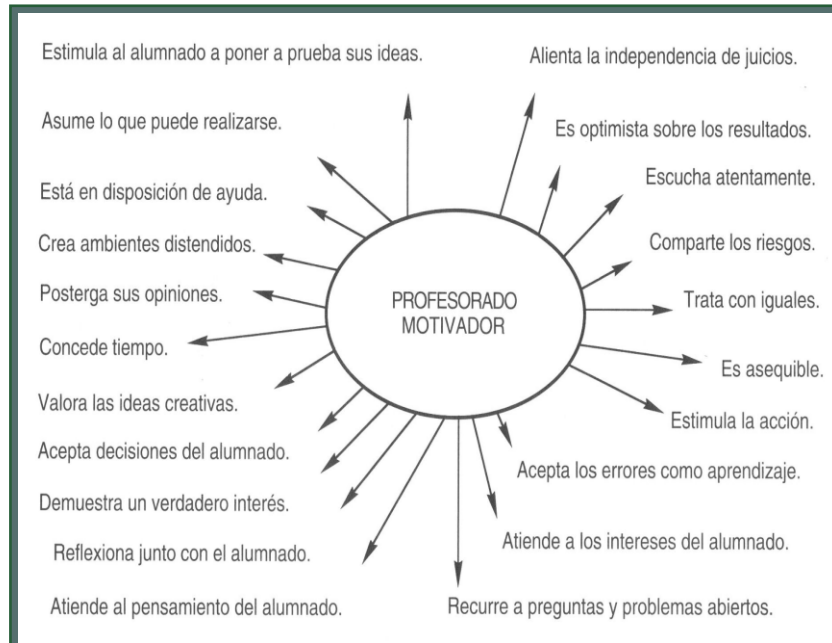 Estimula al alumnado a poner a prueba sus ideas.
Alienta la independencia de juicios.
Asume lo que puede realizarse.
Es optimista sobre los resultados.
Está en disposición de ayuda.
Escucha atentamente.
Crea ambientes distendidos.
Comparte los riesgos.
Posterga sus opiniones.
PROFESORADO
MOTIVADOR
Trata con iguales.
Concede tiempo.
Es asequible.
Valora las ideas creativas.
Estimula la acción.
Acepta decisiones del alumnado.
Acepta los errores como aprendizaje.
Demuestra un verdadero interés.
Atiende a los intereses del alumnado.
Reflexiona junto con el alumnado.
Atiende al pensamiento del alumnado.
Recurre a preguntas y problemas abiertos.